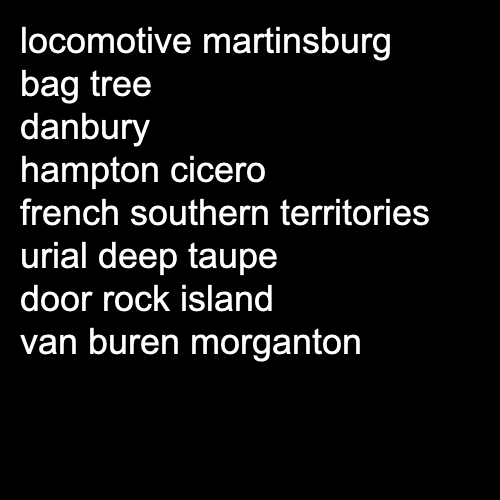 locomotive martinsburg
bag tree
danbury
hampton cicero
french southern territories
urial deep taupe
door rock island
van buren morganton